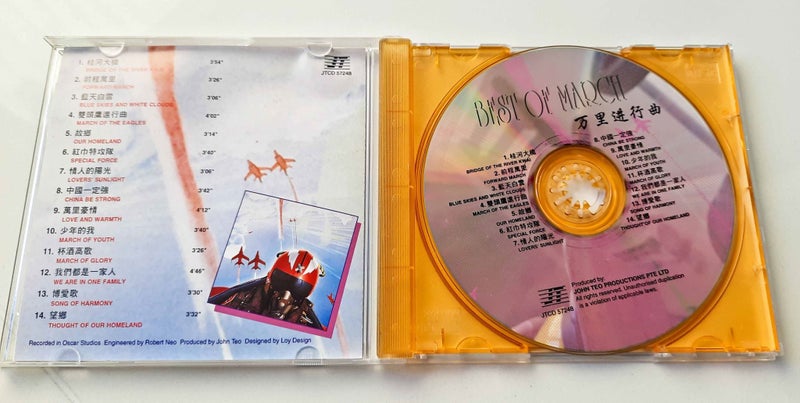 JT
JTCD 57248
1. 桂河大橋 3'54"
BRIDGE OF THE RIVER KWAI
2. 前程萬里 3'26"
FORWARD MARCH
3. 藍天白雲 3'06"
BLUE SKIES AND WHITE CLOUDS
4. 雙頭鷹進行曲 4'02"
MARCH OF THE EAGLES
5. 故鄉
OUR HOMELAND
6. 紅巾特攻隊
SPECIAL FORCE
7. 情人的陽光
LOVERS' SUNLIGHT
8. 中國一定強 3'42"
CHINA BE STRONG
9. 萬里豪情
LOVE AND WARMTH
10. 少年的我
MARCH OF YOUTH
11. 杯酒高歌
MARCH OF GLORY
12. 我們都是一家人 4'46"
WE ARE IN ONE FAMILY
13. 博愛歌 3'30"
SONG OF HARMONY
14. 望鄉 3'32"
THOUGHT OF OUR HOMELAND
Recorded in Oscar Studios Engineered by Robert Neo Produced by John Teo Designed by Loy Design
BEST OF MARCH
万里进行曲
1. 桂河大橋
BRIDGE OF THE RIVER KWAI
2. 前程萬里
FORWARD MARCH
3. 藍天白雲
BLUE SKIES AND WHITE CLOUDS
4. 雙頭鷹進行曲
MARCH OF THE EAGLES
5. 故鄉
OUR HOMELAND
6. 紅巾特攻隊
SPECIAL FORCE
7. 情人的陽光
LOVERS' SUNLIGHT
8. 中國一定強
CHINA BE STRONG
9. 萬里豪情
LOVE AND WARMTH
10. 少年的我
MARCH OF YOUTH
11. 杯酒高歌
MARCH OF GLORY
12. 我們都是一家人
WE ARE IN ONE FAMILY
13. 博愛歌
SONG OF HARMONY
14. 望鄉
THOUGHT OF OUR HOMELAND
JT
JTCD 57248
Produced by:
JOHN TEO PRODUCTIONS PTE LTD
All rights reserved. Unauthorised duplication
is a violation of applicable laws.